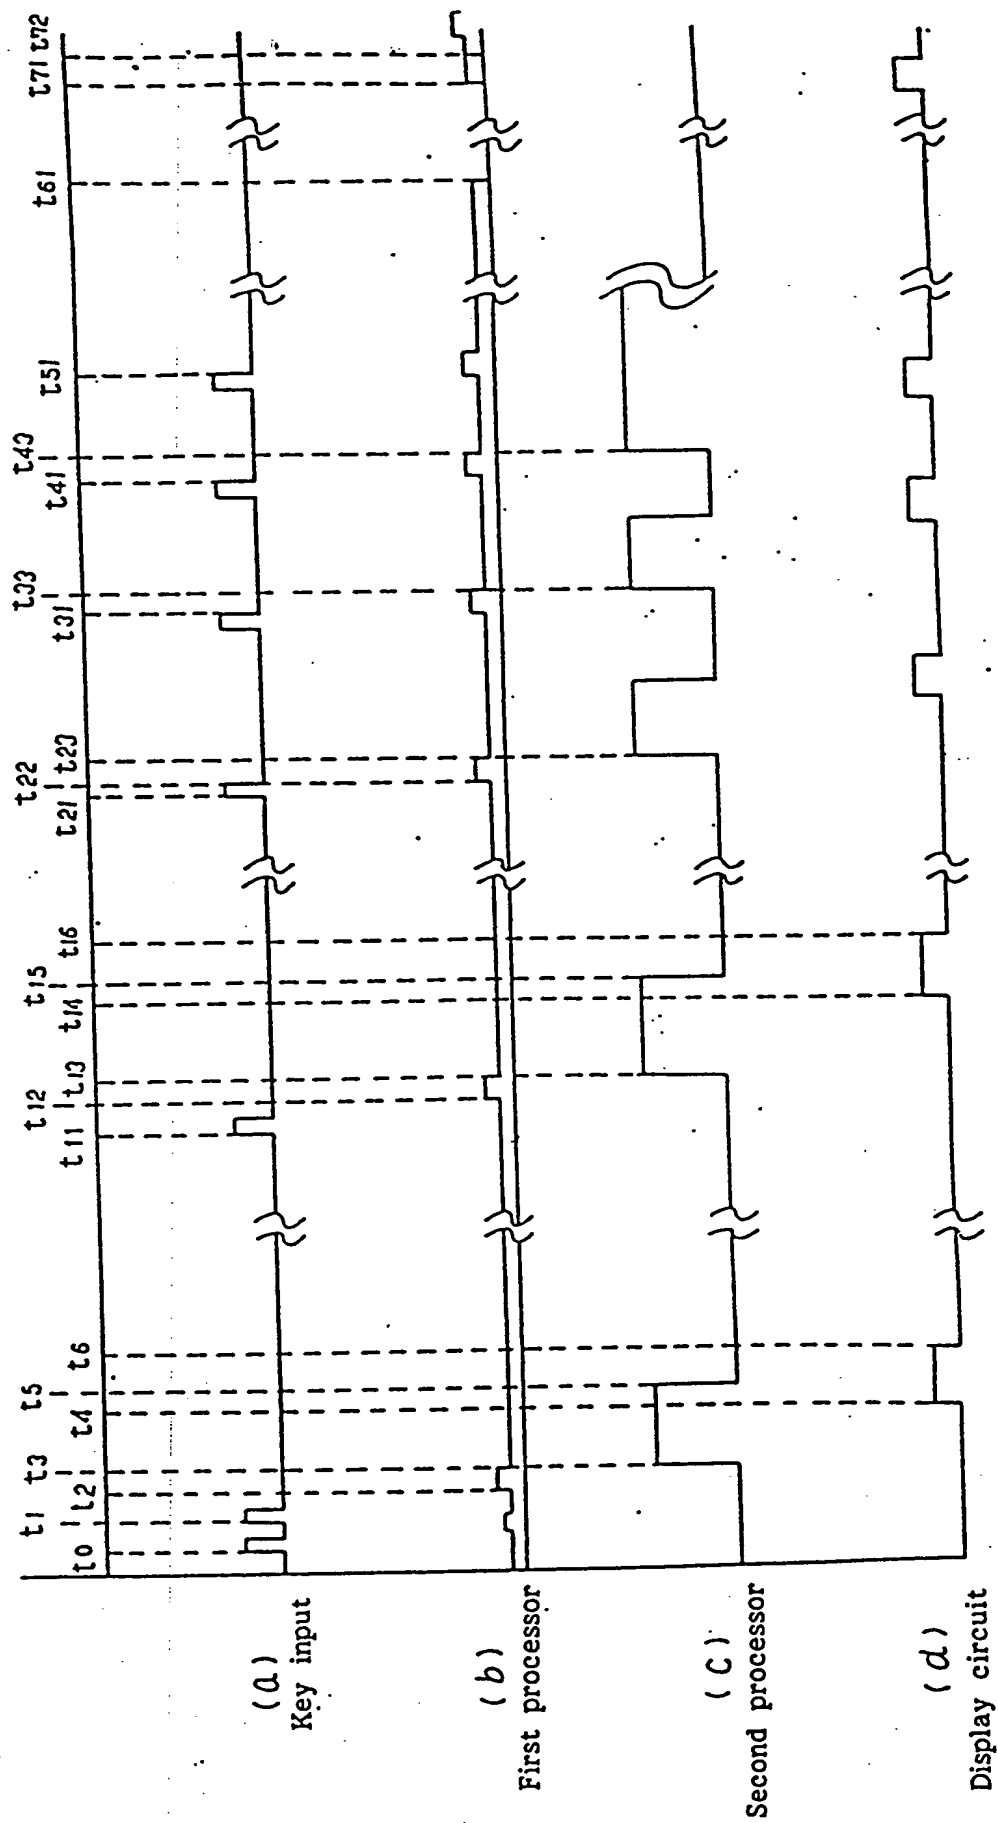 t0
t1
t2
t3
t4
t5
t6
t11
t12
t13
t14
t15
t16
t21
t22
t23
t31
t33
t41
t43
t51
t61
t71
t72
(a)
Key input
(b)
First processor
(c)
Second processor
(d)
Display circuit